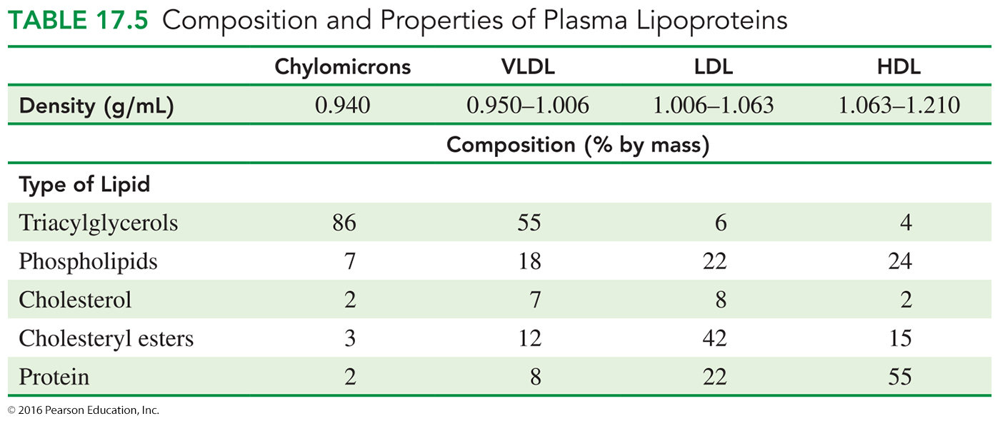 TABLE 17.5 Composition and Properties of Plasma Lipoproteins
Chylomicrons VLDL LDL HDL
Density (g/mL) 0.940 0.950–1.006 1.006–1.063 1.063–1.210
Composition (% by mass)
Type of Lipid
Triacylglycerols 86 55 6 4
Phospholipids 7 18 22 24
Cholesterol 2 7 8 2
Cholesteryl esters 3 12 42 15
Protein 2 8 22 55
© 2016 Pearson Education, Inc.